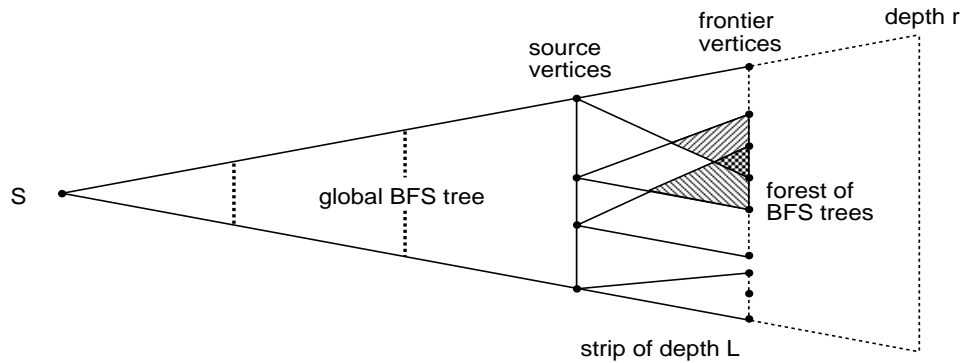 frontier
vertices
depth r
source
vertices
S
global BFS tree
forest of
BFS trees
strip of depth L